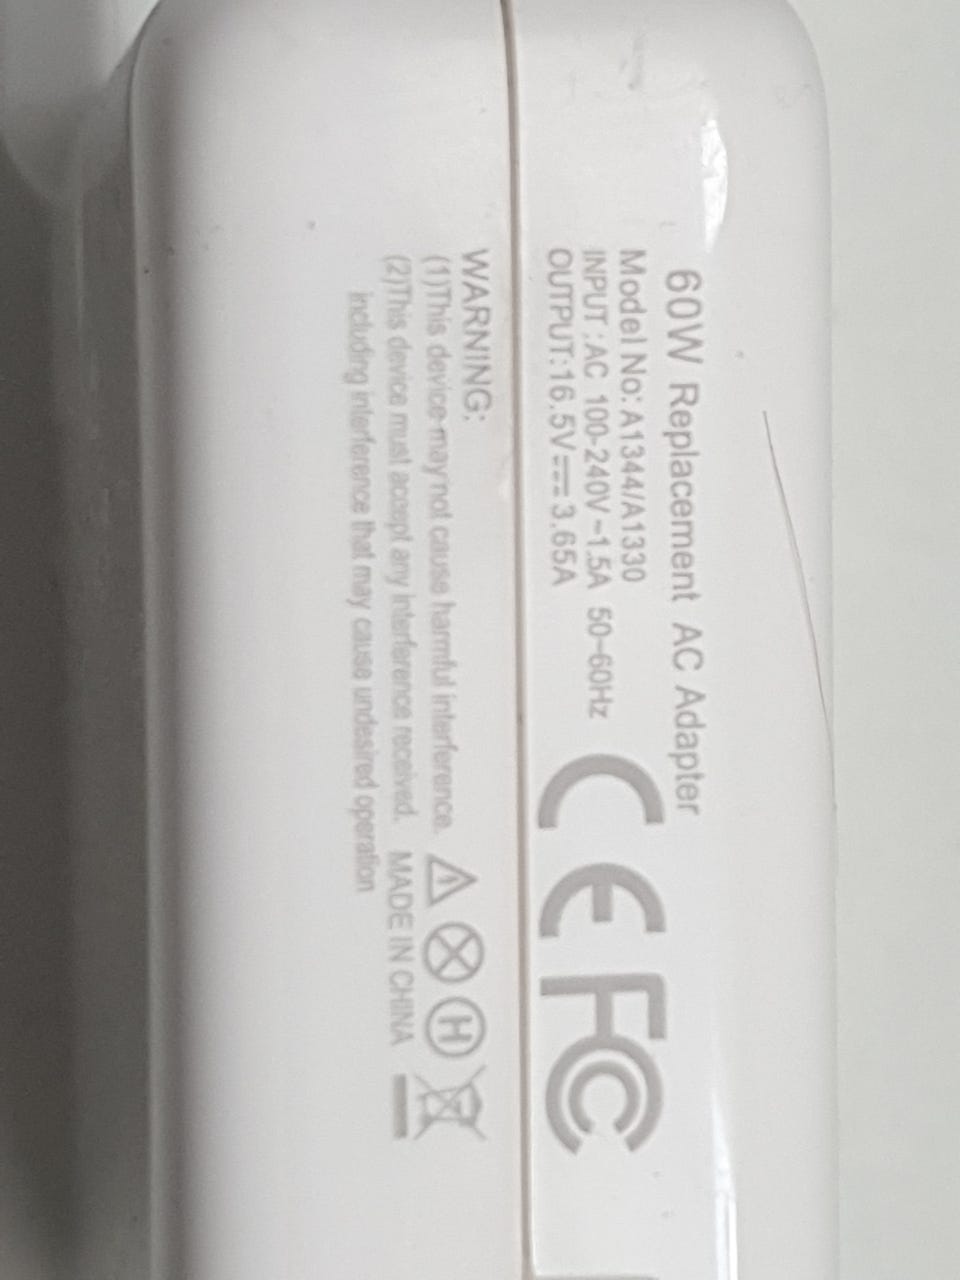 60W Replacement AC Adapter
Model No: A1344/A1330
INPUT : AC 100-240V~1.5A 50~60Hz
OUTPUT:16.5V⎓3.65A
CE FC
WARNING:
(1)This device may not cause harmful interference.
(2)This device must accept any interference received. MADE IN CHINA
including interference that may cause undesired operation
H